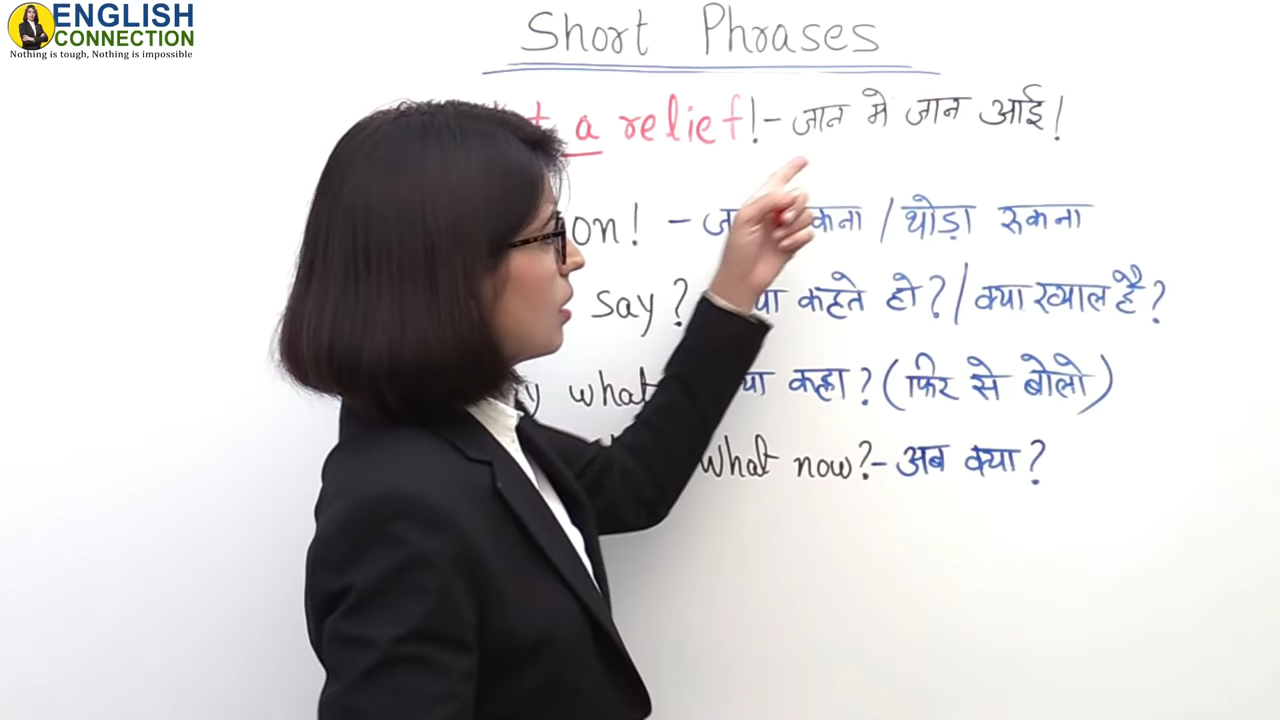 ENGLISH
CONNECTION
Nothing is tough, Nothing is impossible
Short Phrases
a relief! - जान मे जान आई!
on! - / थोड़ा रूकना
say? कहते हो? / क्या ख्याल है?
what कहा? (फिर से बोलो)
What now? - अब क्या?